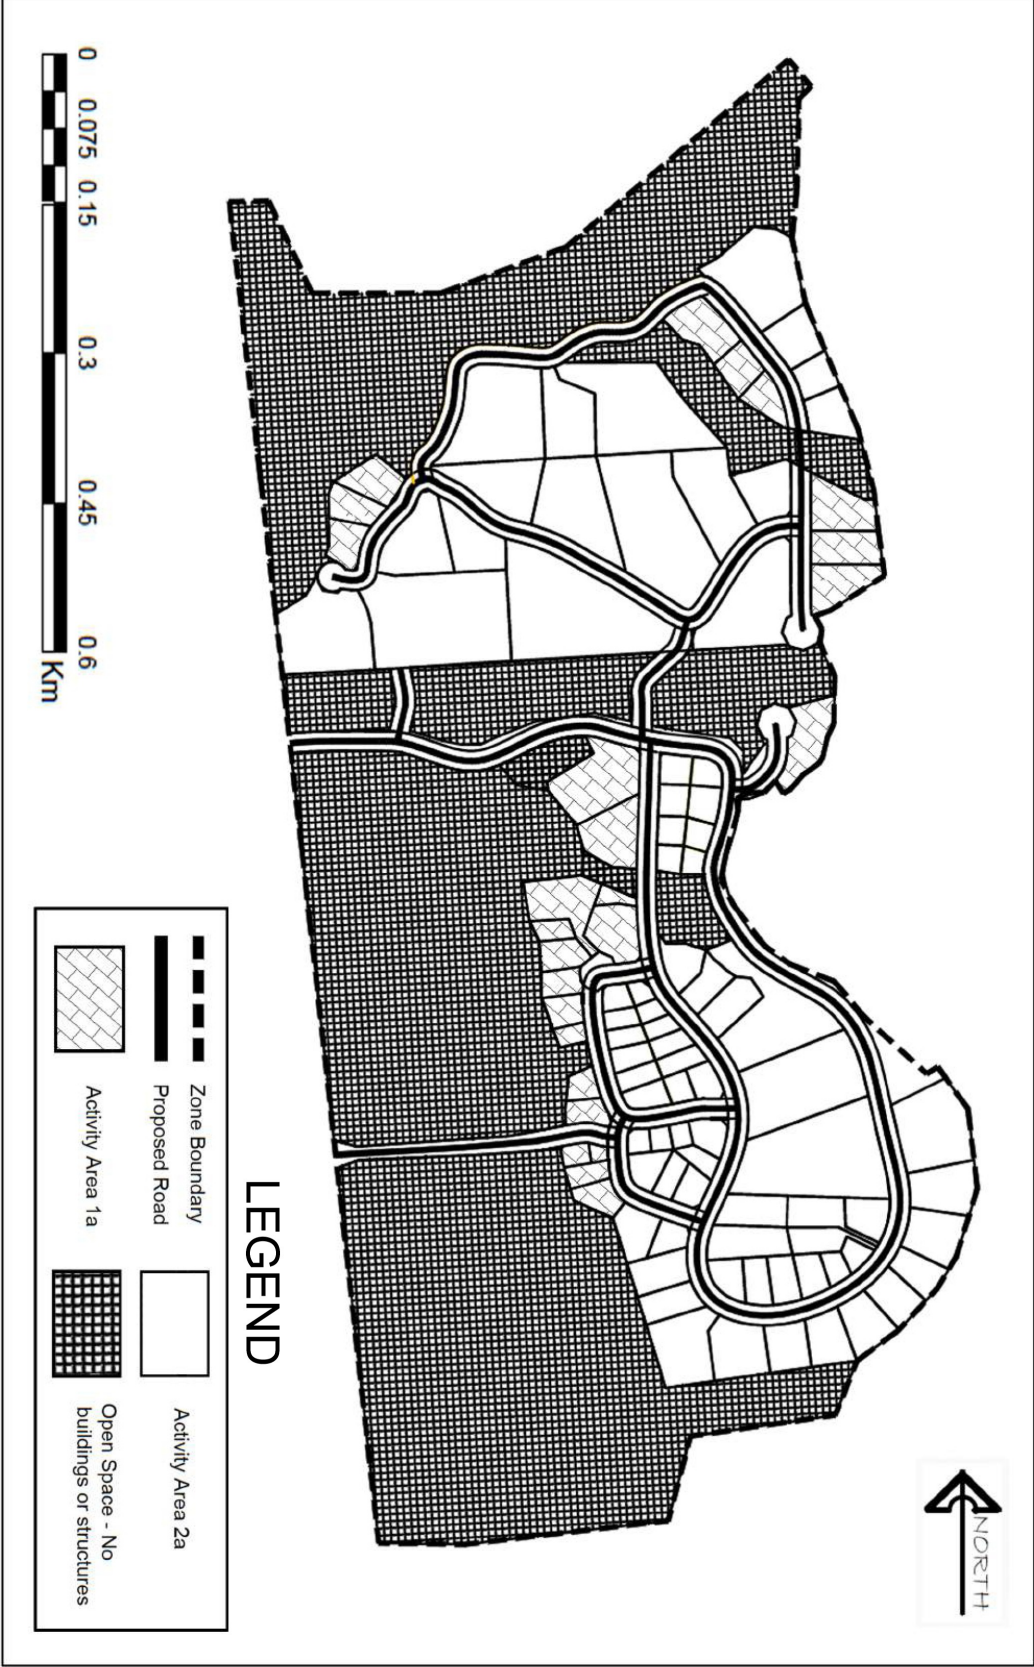 NORTH
0 0.075 0.15 0.3 0.45 0.6
Km
LEGEND
Zone Boundary
Proposed Road
Activity Area 1a
Activity Area 2a
Open Space - No
buildings or structures